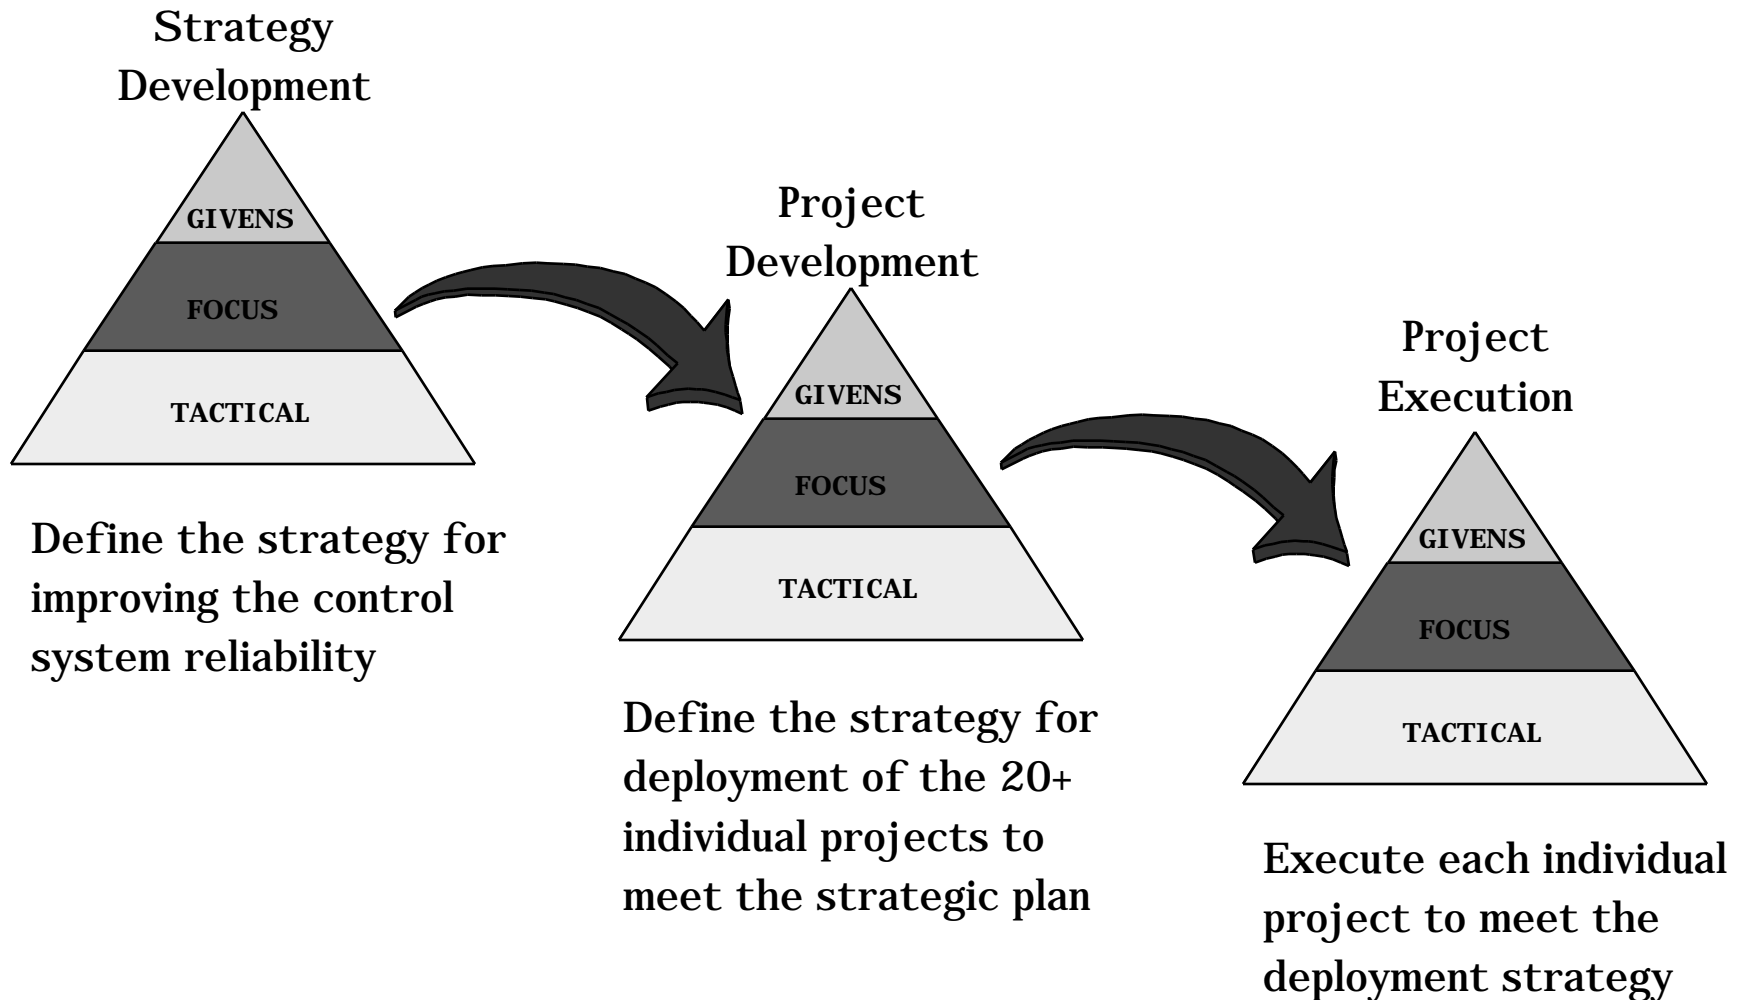 Strategy
Development
GIVENS
FOCUS
TACTICAL
Define the strategy for
improving the control
system reliability
Project
Development
GIVENS
FOCUS
TACTICAL
Define the strategy for
deployment of the 20+
individual projects to
meet the strategic plan
Project
Execution
GIVENS
FOCUS
TACTICAL
Execute each individual
project to meet the
deployment strategy